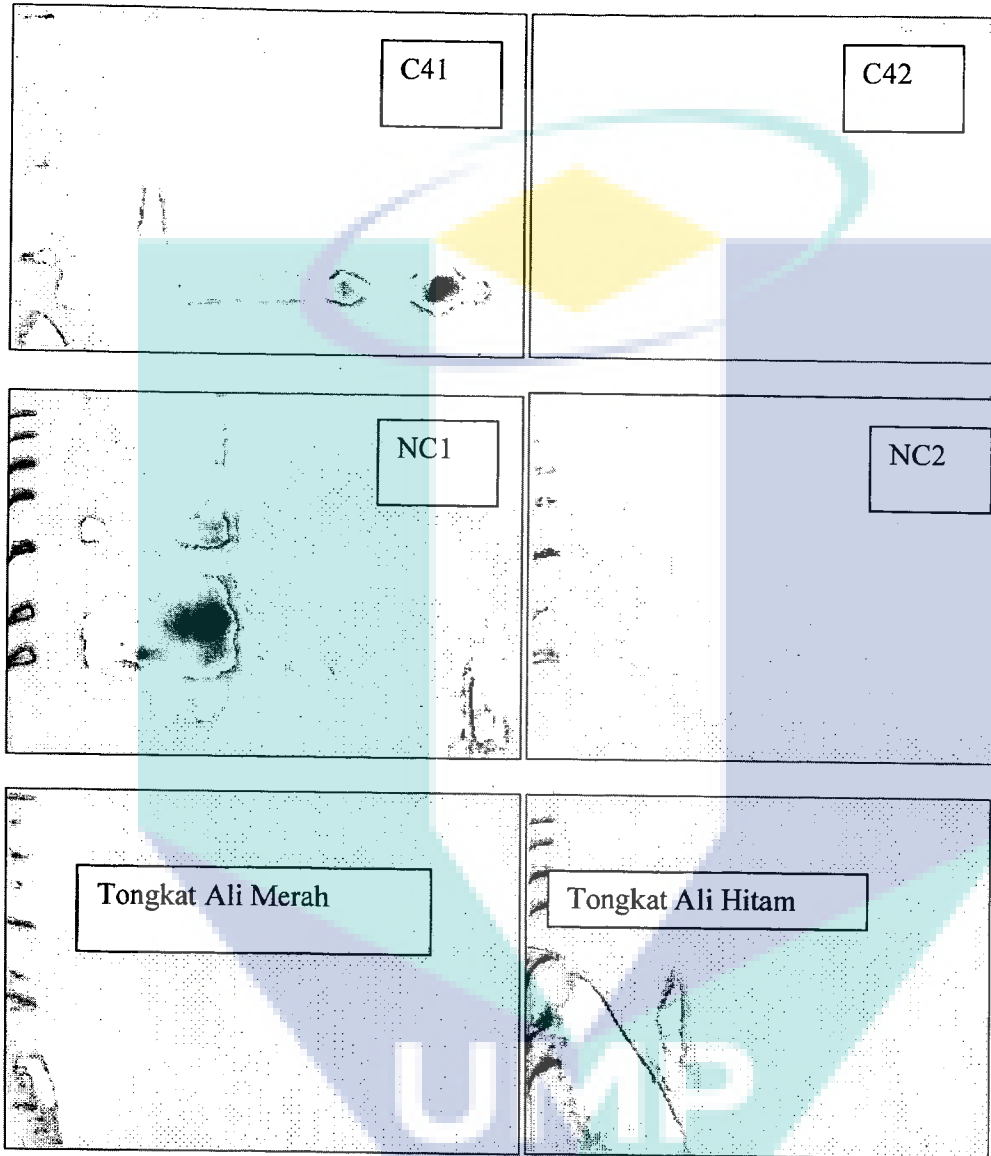 C41
C42
NC1
NC2
Tongkat Ali Merah
Tongkat Ali Hitam
UMP